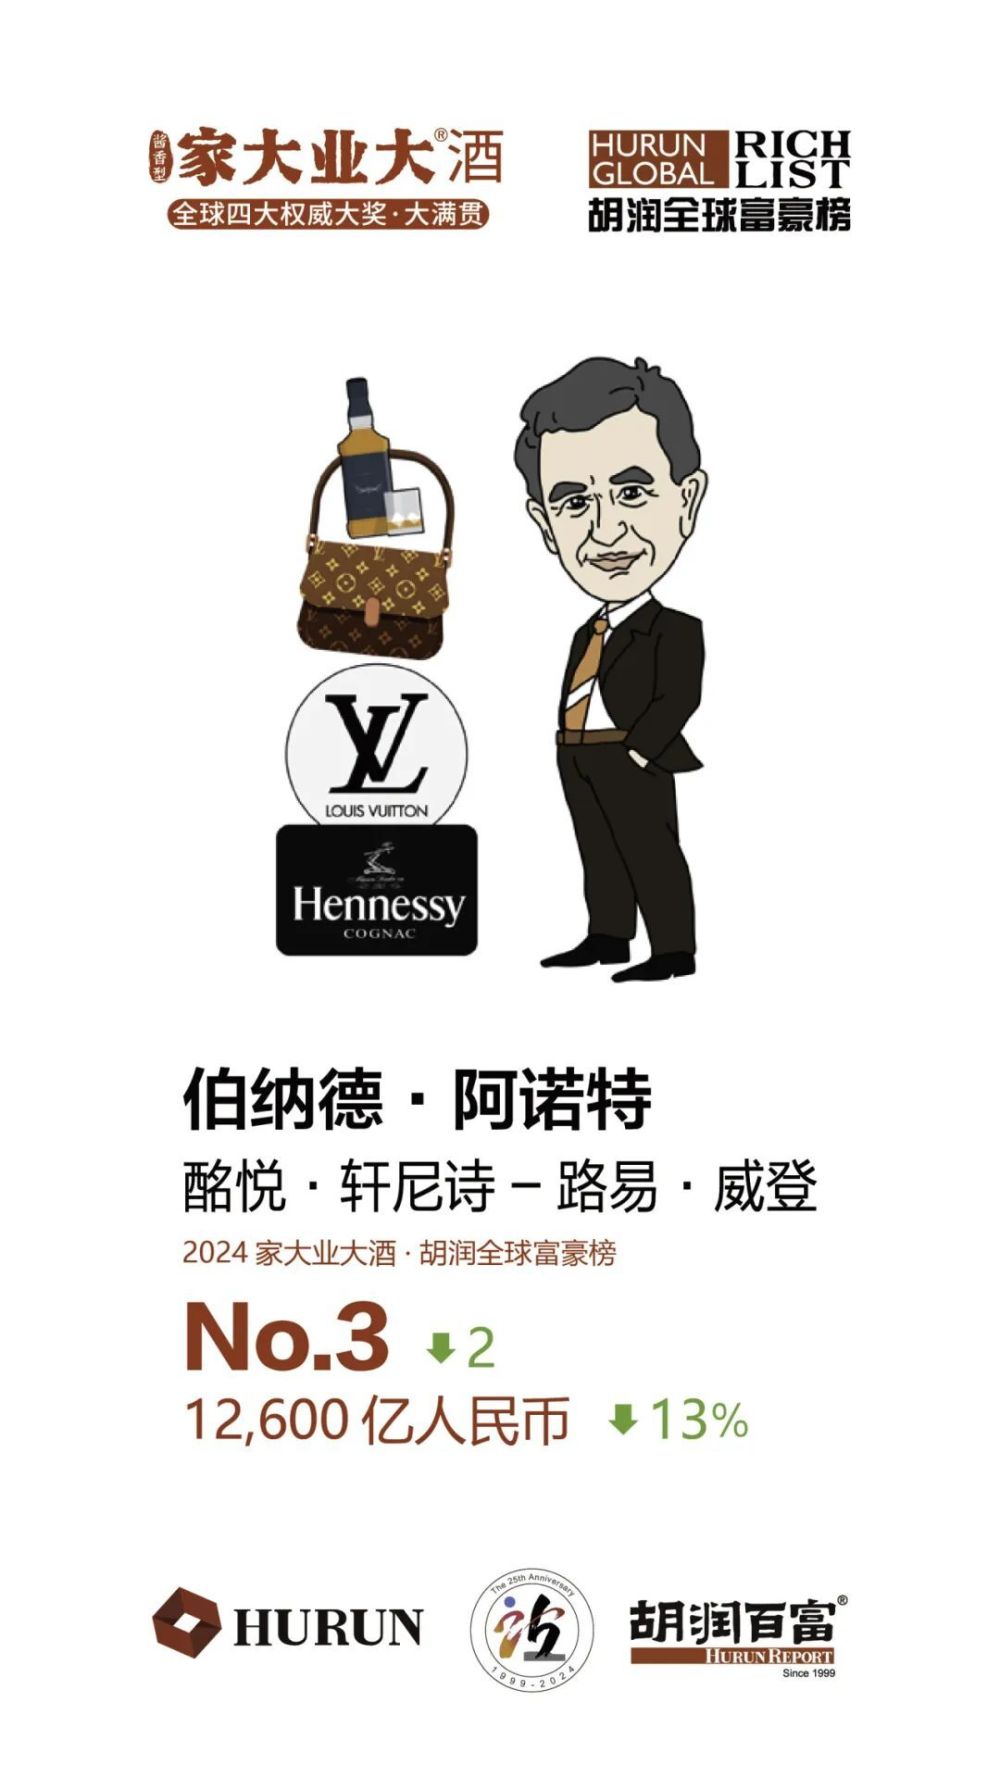 酱香型 家大业大®酒
全球四大权威大奖·大满贯
HURUN
GLOBAL
RICH
LIST
胡润全球富豪榜
LV
LOUIS VUITTON
Hennessy
COGNAC
伯纳德·阿诺特
酩悦·轩尼诗–路易·威登
2024 家大业大酒·胡润全球富豪榜
No.3 2
12,600 亿人民币 13%
HURUN
The 25th Anniversary
1999-2024
胡润百富®
HURUN REPORT
Since 1999